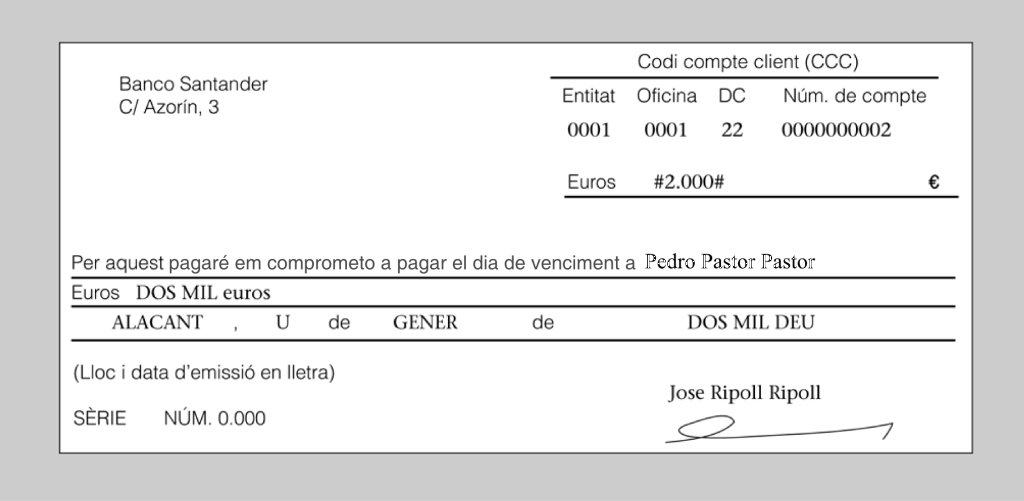 Banco Santander
C/ Azorín, 3
Codi compte client (CCC)
Entitat Oficina DC Núm. de compte
0001 0001 22 0000000002
Euros #2.000# €
Per aquest pagaré em comprometo a pagar el dia de venciment a Pedro Pastor Pastor
Euros DOS MIL euros
ALACANT , U de GENER de DOS MIL DEU
(Lloc i data d’emissió en lletra)
Jose Ripoll Ripoll
SÈRIE NÚM. 0.000